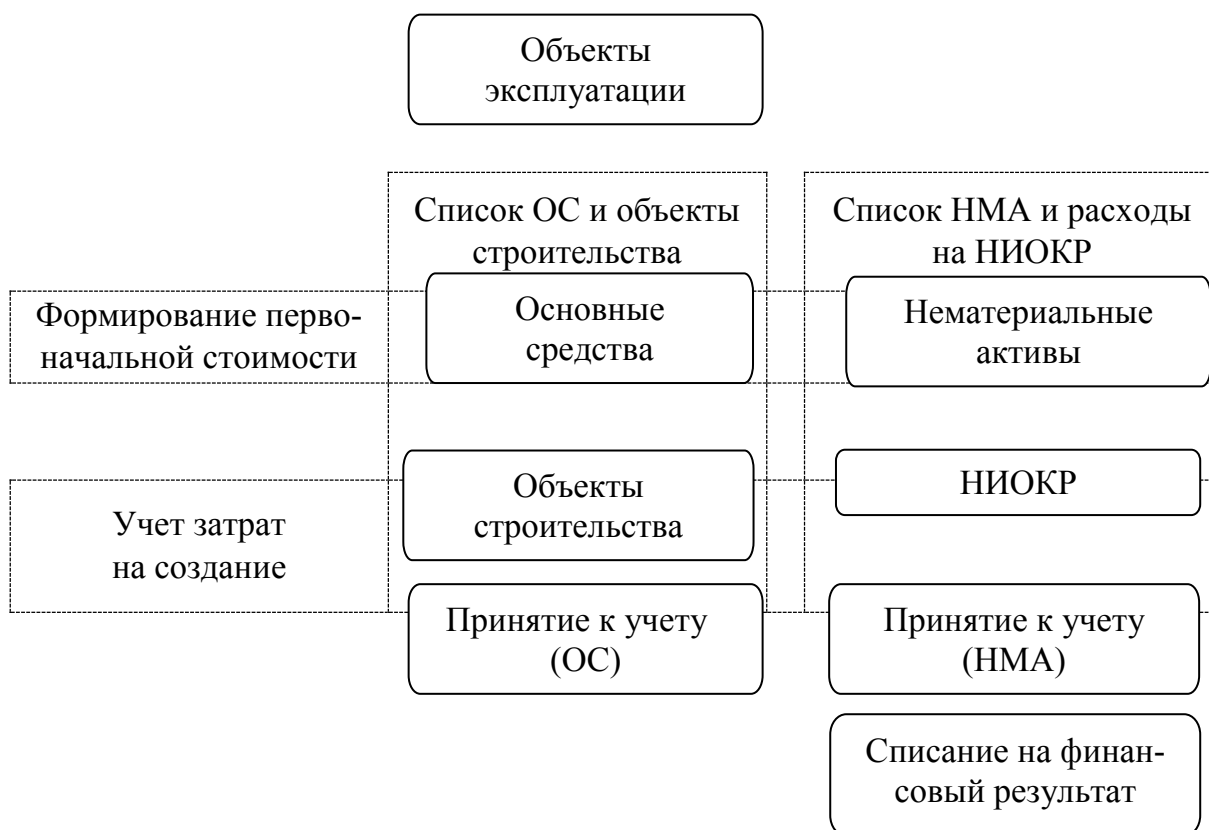 Объекты
эксплуатации
Список ОС и объекты
строительства
Список НМА и расходы
на НИОКР
Формирование перво-
начальной стоимости
Основные
средства
Нематериальные
активы
Учет затрат
на создание
Объекты
строительства
НИОКР
Принятие к учету
(ОС)
Принятие к учету
(НМА)
Списание на финан-
совый результат